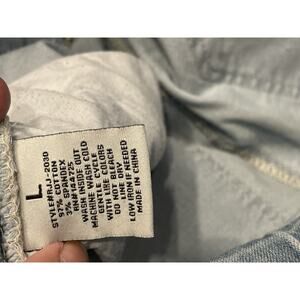 L
STYLE#RJJ-2030
97% COTTON
3% SPANDEX
RN#144725
WASH INSIDE OUT
MACHINE WASH COLD
GENTLE CYCLE
WITH LIKE COLORS
DO NOT BLEACH
LINE DRY
LOW IRON IF NEEDED
MADE IN CHINA